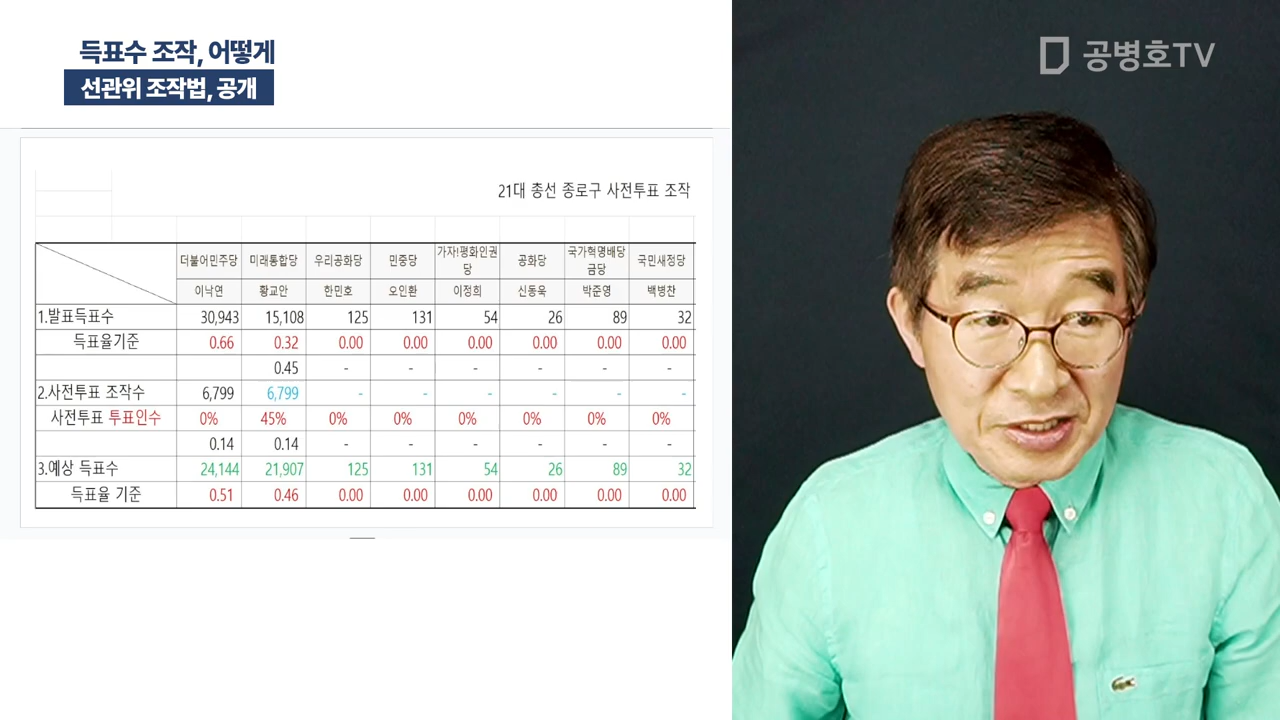 득표수 조작, 어떻게
선관위 조작법, 공개
공병호TV
21대 총선 종로구 사전투표 조작
더불어민주당 미래통합당 우리공화당 민중당 가자!평화인권당 공화당 국가혁명배당금당 국민새정당
이낙연 황교안 한민호 오인환 이정희 신동욱 박준영 백병찬
1.발표득표수 30,943 15,108 125 131 54 26 89 32
득표율기준 0.66 0.32 0.00 0.00 0.00 0.00 0.00 0.00
0.45 - - - - - -
2.사전투표 조작수 6,799 6,799 - - - - - -
사전투표 투표인수 0% 45% 0% 0% 0% 0% 0% 0%
0.14 0.14 - - - - - -
3.예상 득표수 24,144 21,907 125 131 54 26 89 32
득표율 기준 0.51 0.46 0.00 0.00 0.00 0.00 0.00 0.00